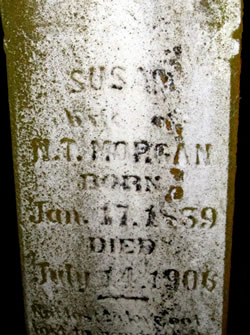 SUSAN
wife of
N.T. MORGAN
BORN
Jan. 17. 1839
DIED
July 14. 1906